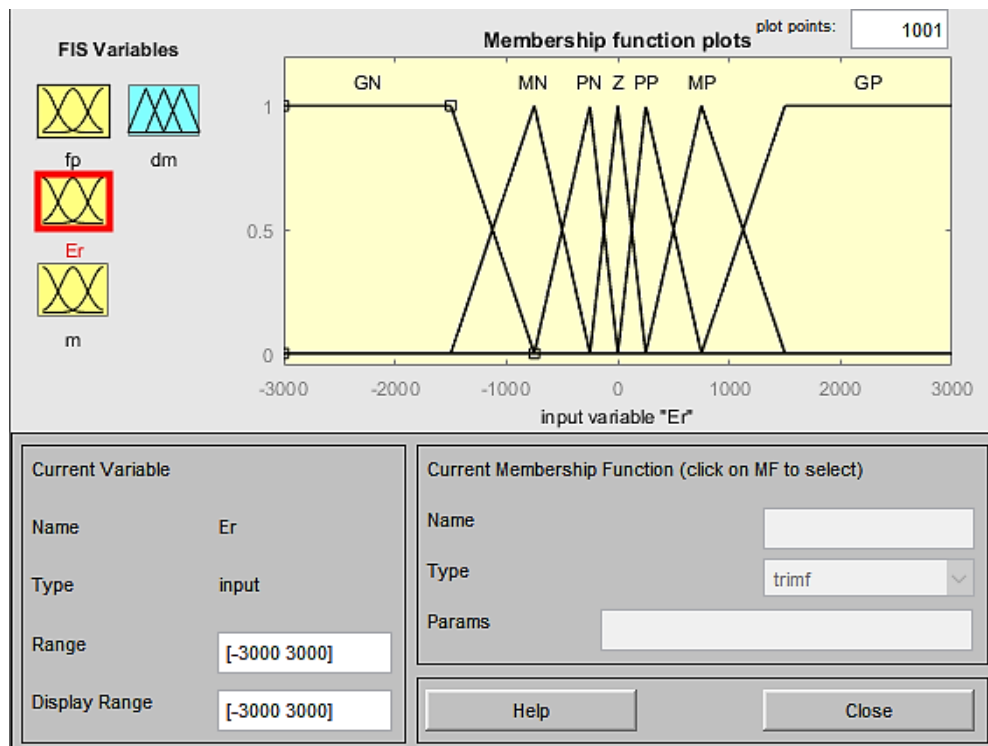 FIS Variables
fp
dm
Er
m
Membership function plots
plot points:
1001
GN MN PN Z PP MP GP
1
0.5
0
-3000 -2000 -1000 0 1000 2000 3000
input variable "Er"
Current Variable
Name Er
Type input
Range [-3000 3000]
Display Range [-3000 3000]
Current Membership Function (click on MF to select)
Name
Type trimf
Params
Help Close